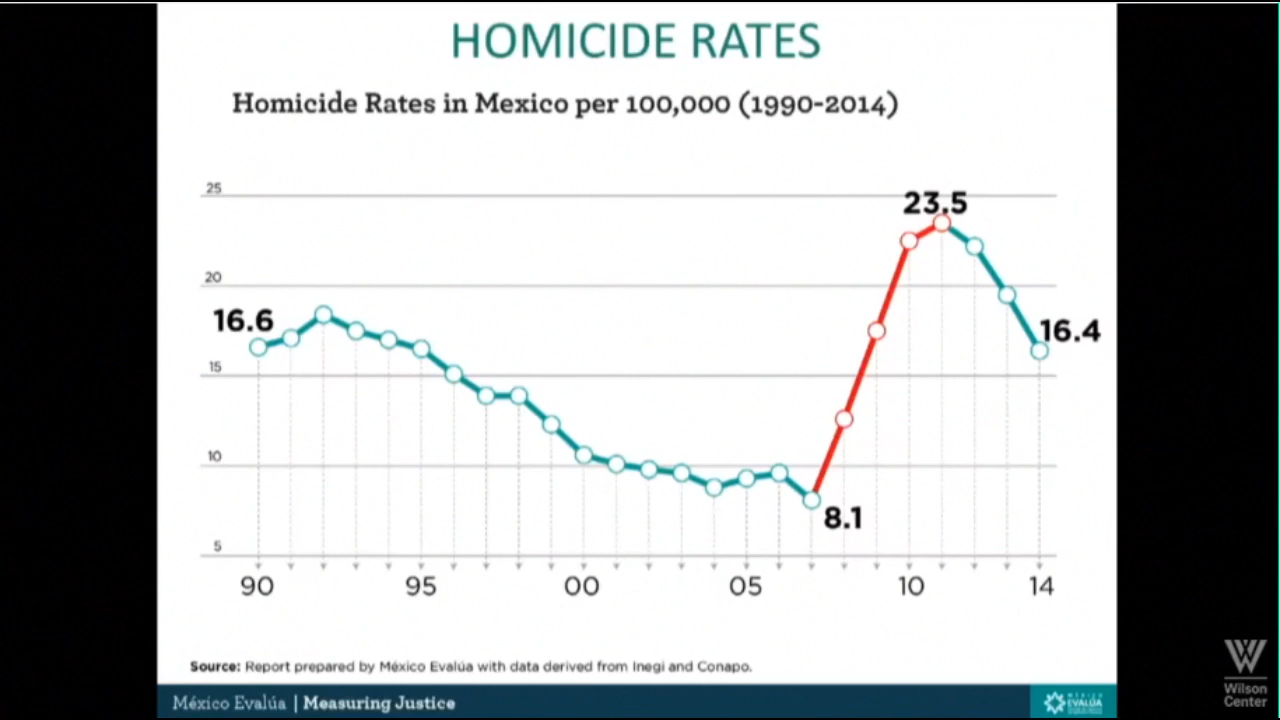 HOMICIDE RATES
Homicide Rates in Mexico per 100,000 (1990-2014)
25
23.5
20
16.6
16.4
15
10
8.1
5
90 95 00 05 10 14
Source: Report prepared by México Evalúa with data derived from Inegi and Conapo.
México Evalúa | Measuring Justice
MÉXICO
EVALÚA
W
Wilson
Center